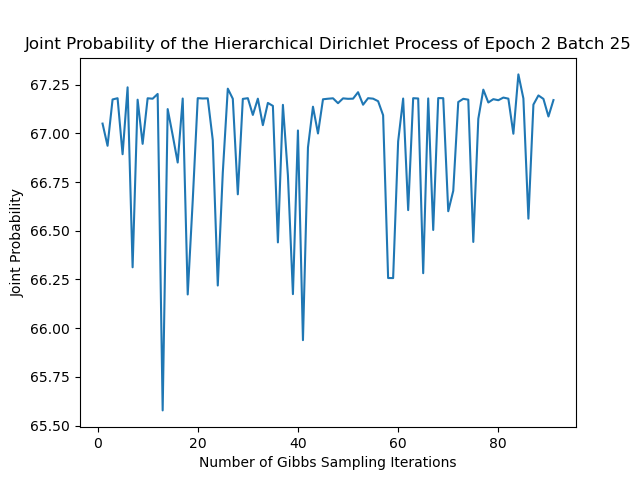 Joint Probability of the Hierarchical Dirichlet Process of Epoch 2 Batch 25
67.25
67.00
66.75
66.50
66.25
66.00
65.75
65.50
Joint Probability
0 20 40 60 80
Number of Gibbs Sampling Iterations